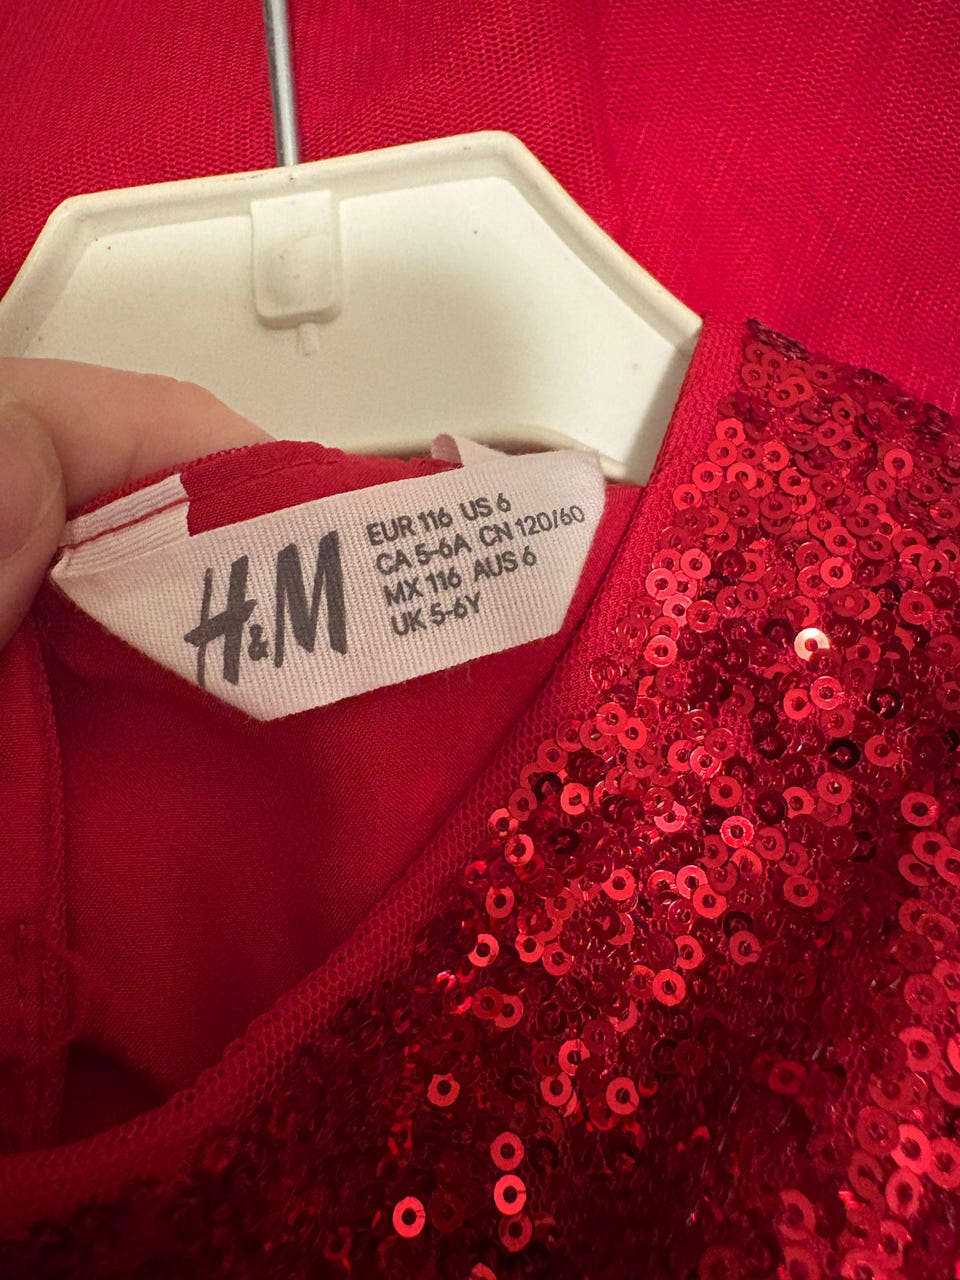 H&M
EUR 116 US 6
CA 5-6A CN 120/60
MX 116 AUS 6
UK 5-6Y